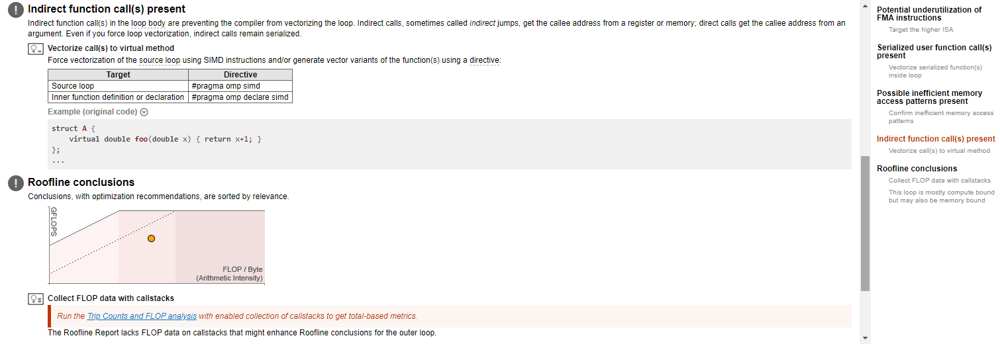 Indirect function call(s) present
Indirect function call(s) in the loop body are preventing the compiler from vectorizing the loop. Indirect calls, sometimes called indirect jumps, get the callee address from a register or memory; direct calls get the callee address from an
argument. Even if you force loop vectorization, indirect calls remain serialized.
Vectorize call(s) to virtual method
Force vectorization of the source loop using SIMD instructions and/or generate vector variants of the function(s) using a directive:
Target Directive
Source loop #pragma omp simd
Inner function definition or declaration #pragma omp declare simd
Example (original code)
struct A {
    virtual double foo(double x) { return x+1; }
};
...
Roofline conclusions
Conclusions, with optimization recommendations, are sorted by relevance.
GFLOPS
FLOP / Byte
(Arithmetic Intensity)
Collect FLOP data with callstacks
Run the Trip Counts and FLOP analysis with enabled collection of callstacks to get total-based metrics.
The Roofline Report lacks FLOP data on callstacks that might enhance Roofline conclusions for the outer loop.
Potential underutilization of
FMA instructions
Target the higher ISA
Serialized user function call(s)
present
Vectorize serialized function(s)
inside loop
Possible inefficient memory
access patterns present
Confirm inefficient memory access
patterns
Indirect function call(s) present
Vectorize call(s) to virtual method
Roofline conclusions
Collect FLOP data with callstacks
This loop is mostly compute bound
but may also be memory bound